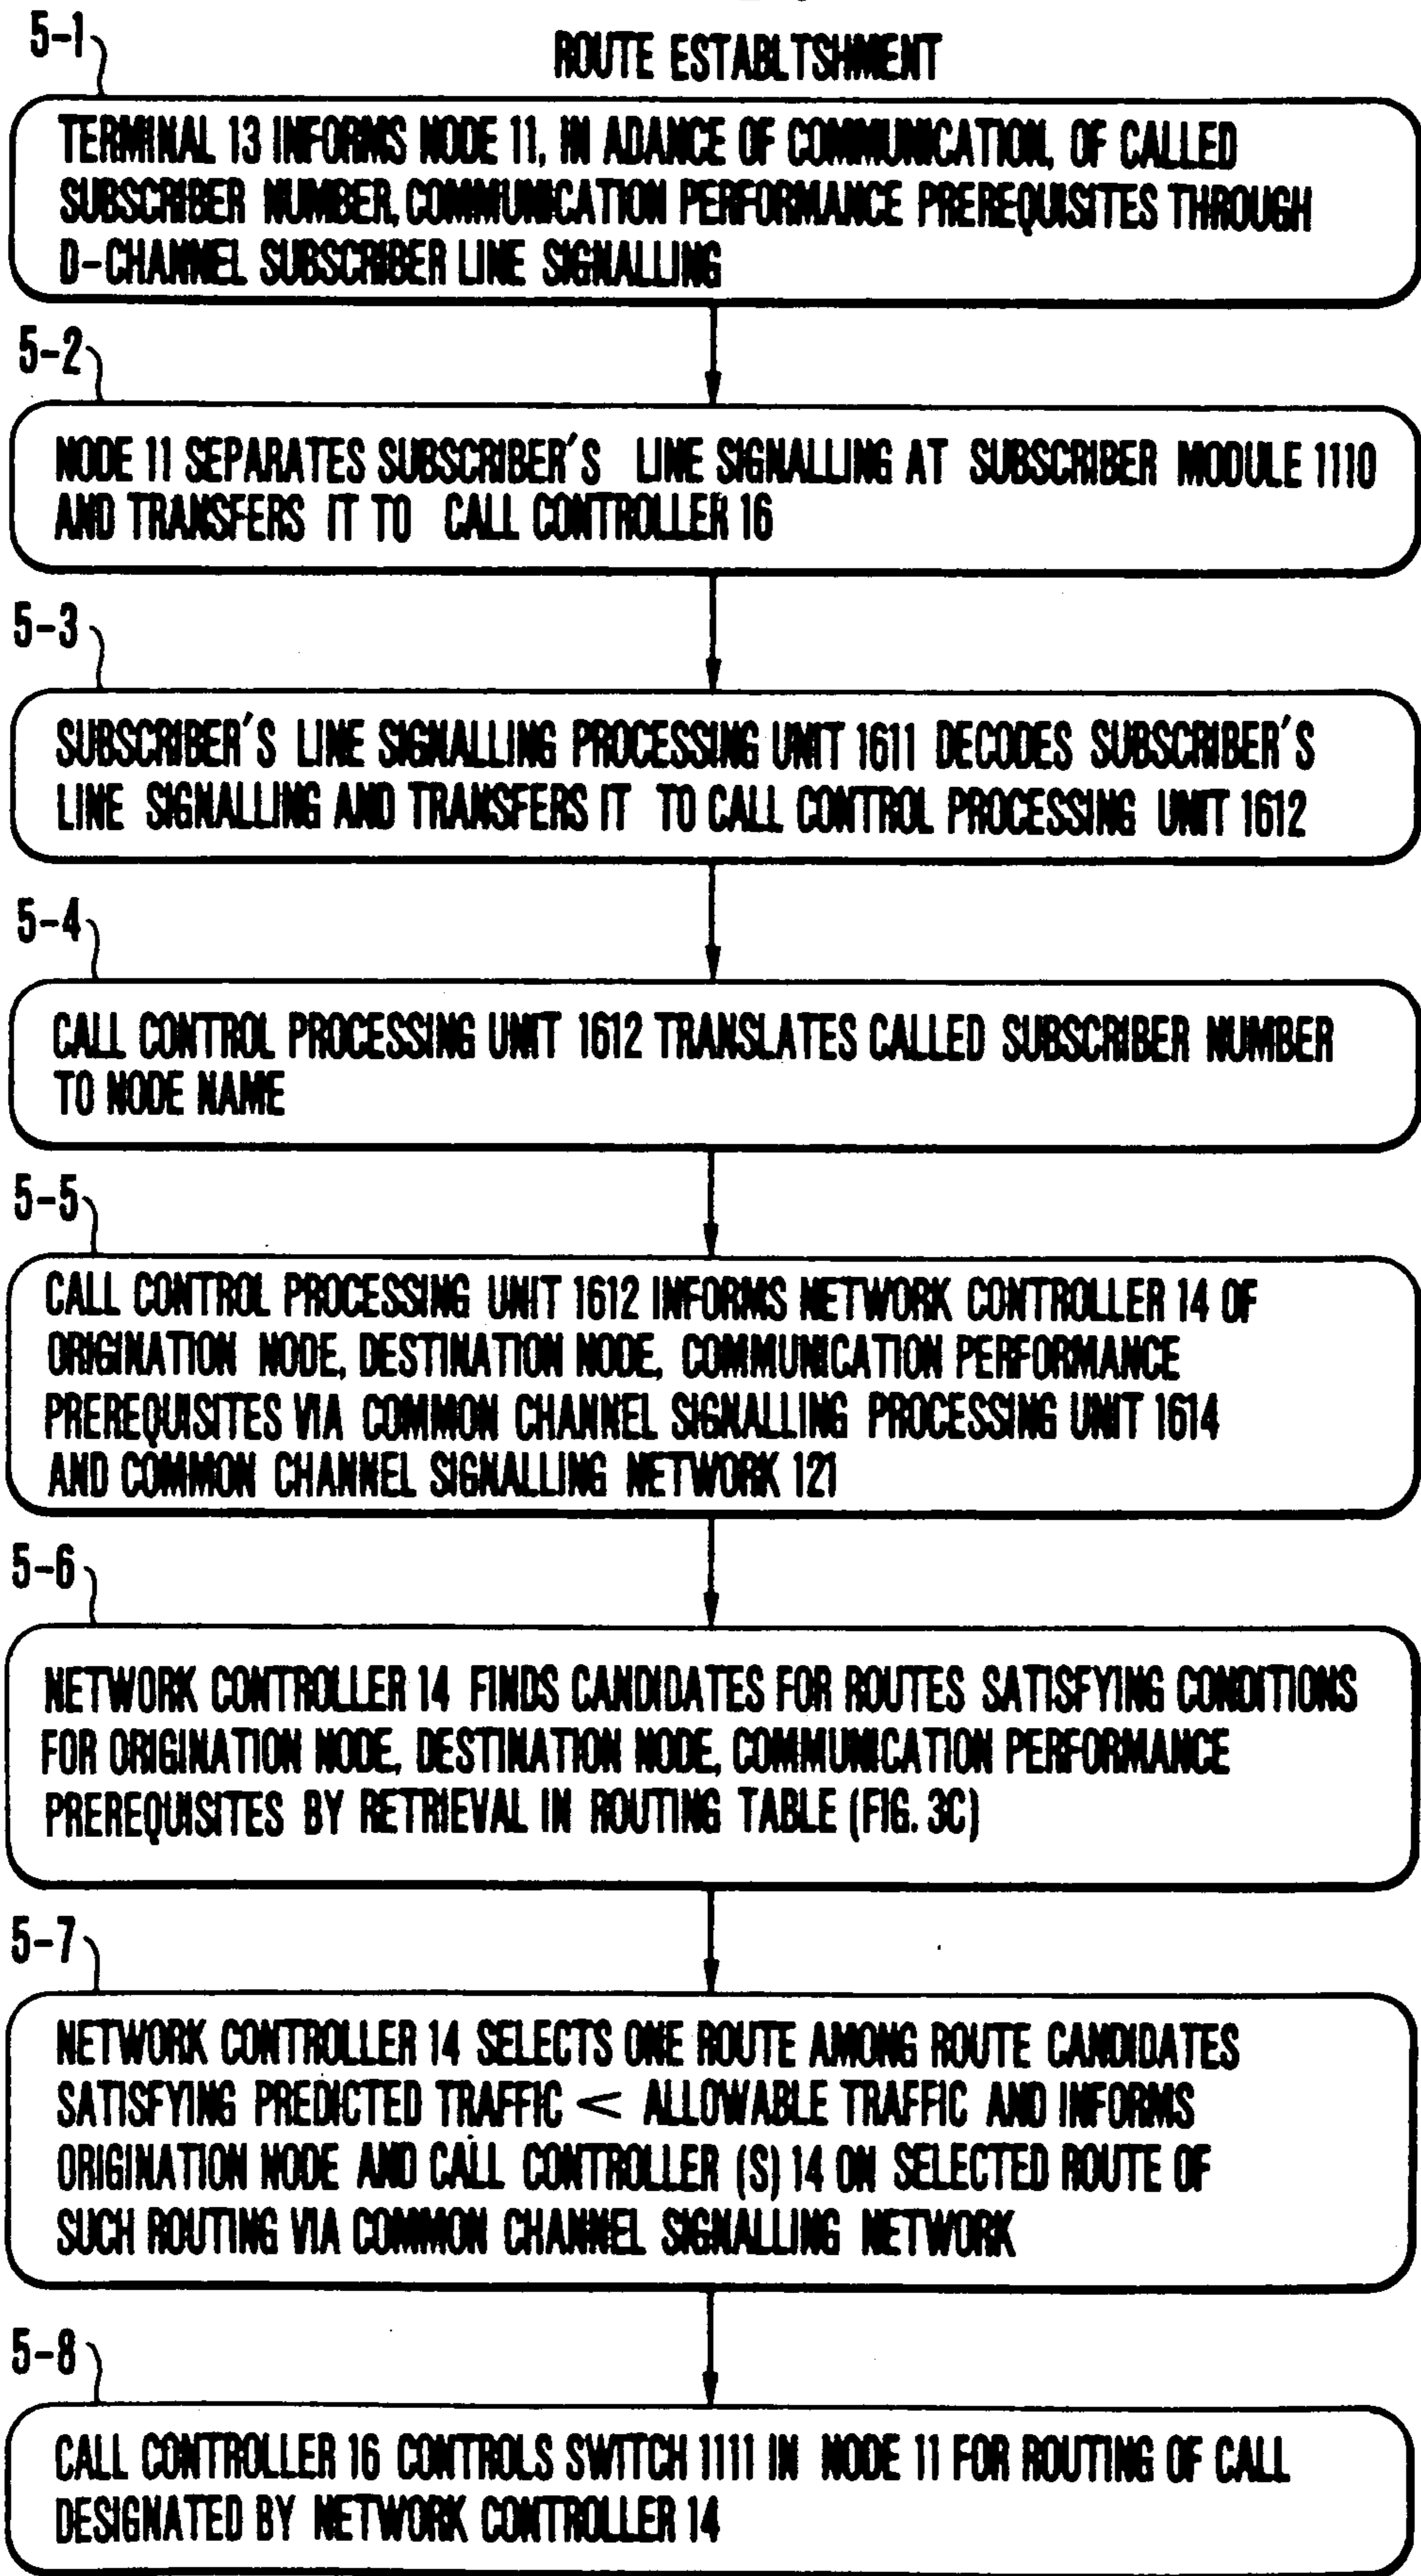 5-1
ROUTE ESTABLTSHMENT
TERMINAL 13 INFORMS NODE 11, IN ADANCE OF COMMUNICATION, OF CALLED
SUBSCRIBER NUMBER, COMMUNICATION PERFORMANCE PREREQUISITES THROUGH
D-CHANNEL SUBSCRIBER LINE SIGNALLING
5-2
NODE 11 SEPARATES SUBSCRIBER'S LINE SIGNALLING AT SUBSCRIBER MODULE 1110
AND TRANSFERS IT TO CALL CONTROLLER 16
5-3
SUBSCRIBER'S LINE SIGNALLING PROCESSING UNIT 1611 DECODES SUBSCRIBER'S
LINE SIGNALLING AND TRANSFERS IT TO CALL CONTROL PROCESSING UNIT 1612
5-4
CALL CONTROL PROCESSING UNIT 1612 TRANSLATES CALLED SUBSCRIBER NUMBER
TO NODE NAME
5-5
CALL CONTROL PROCESSING UNIT 1612 INFORMS NETWORK CONTROLLER 14 OF
ORIGINATION NODE, DESTINATION NODE, COMMUNICATION PERFORMANCE
PREREQUISITES VIA COMMON CHANNEL SIGNALLING PROCESSING UNIT 1614
AND COMMON CHANNEL SIGNALLING NETWORK 121
5-6
NETWORK CONTROLLER 14 FINDS CANDIDATES FOR ROUTES SATISFYING CONDITIONS
FOR ORIGINATION NODE, DESTINATION NODE, COMMUNICATION PERFORMANCE
PREREQUISITES BY RETRIEVAL IN ROUTING TABLE (FIG. 3C)
5-7
NETWORK CONTROLLER 14 SELECTS ONE ROUTE AMONG ROUTE CANDIDATES
SATISFYING PREDICTED TRAFFIC < ALLOWABLE TRAFFIC AND INFORMS
ORIGINATION NODE AND CALL CONTROLLER (S) 14 ON SELECTED ROUTE OF
SUCH ROUTING VIA COMMON CHANNEL SIGNALLING NETWORK
5-8
CALL CONTROLLER 16 CONTROLS SWITCH 1111 IN NODE 11 FOR ROUTING OF CALL
DESIGNATED BY NETWORK CONTROLLER 14